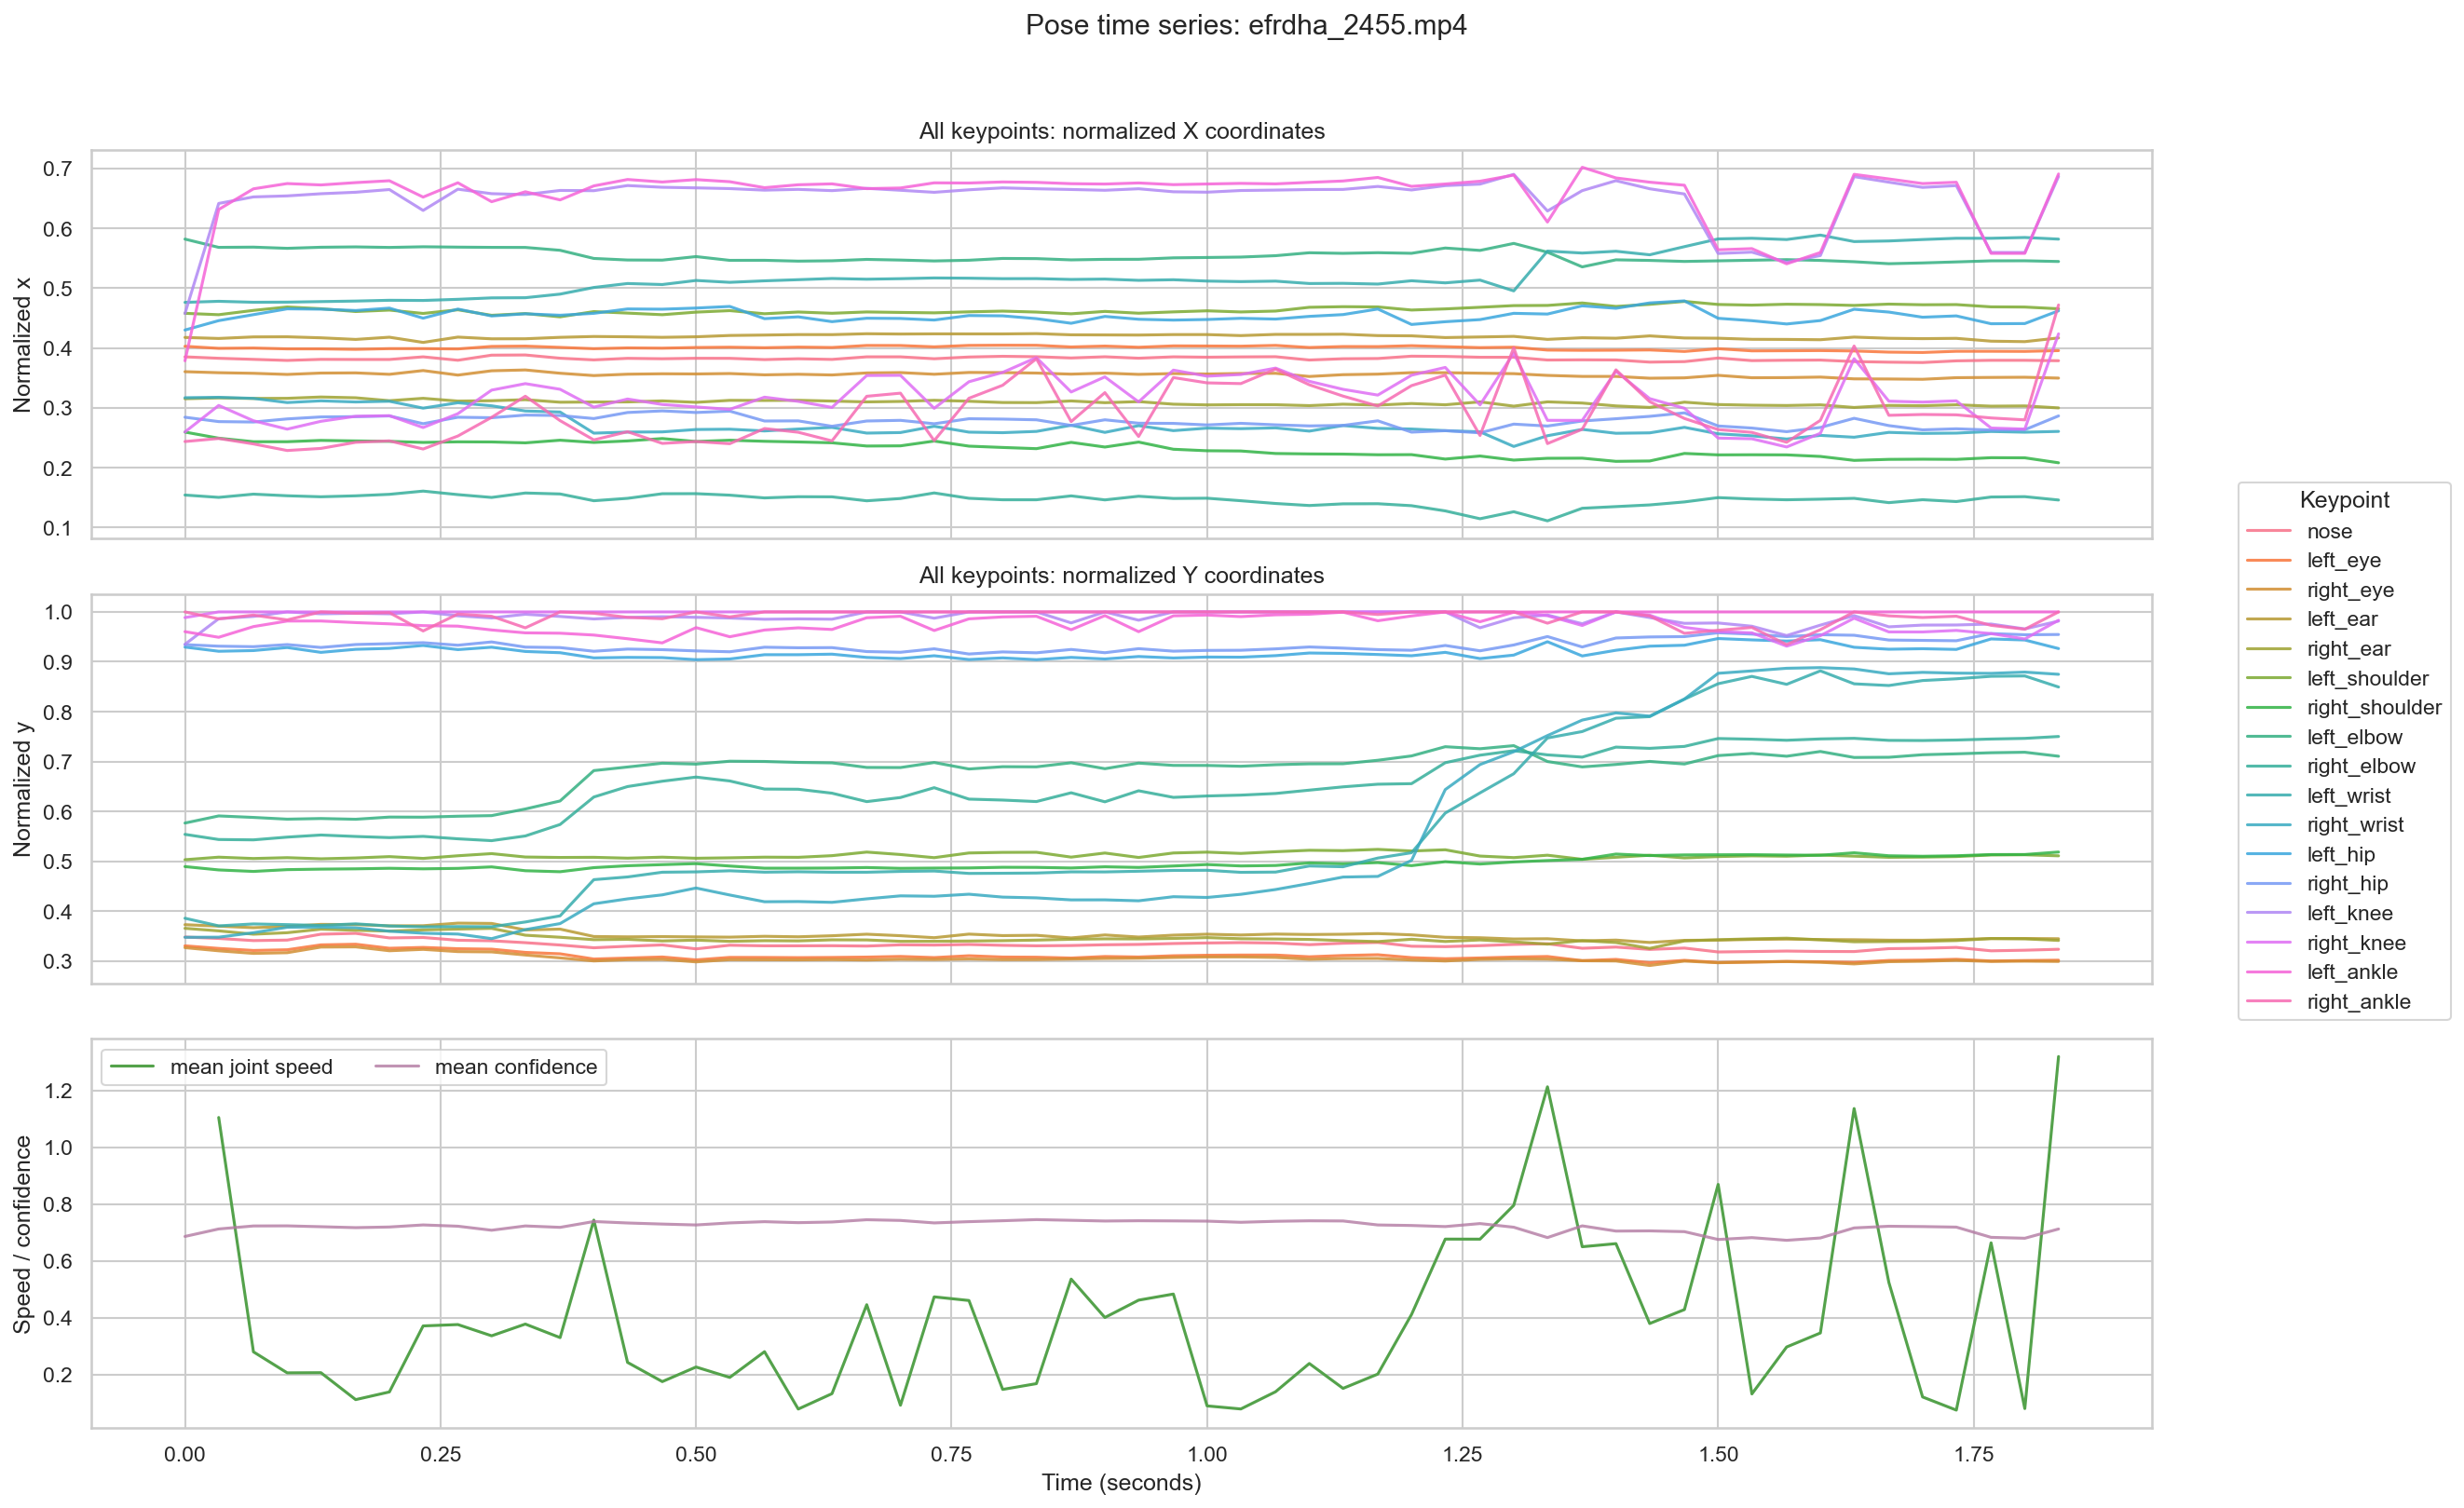 Pose time series: efrdha_2455.mp4
All keypoints: normalized X coordinates
Normalized x
0.7
0.6
0.5
0.4
0.3
0.2
0.1
All keypoints: normalized Y coordinates
Normalized y
1.0
0.9
0.8
0.7
0.6
0.5
0.4
0.3
Keypoint
nose
left_eye
right_eye
left_ear
right_ear
left_shoulder
right_shoulder
left_elbow
right_elbow
left_wrist
right_wrist
left_hip
right_hip
left_knee
right_knee
left_ankle
right_ankle
mean joint speed
mean confidence
Speed / confidence
1.2
1.0
0.8
0.6
0.4
0.2
0.00 0.25 0.50 0.75 1.00 1.25 1.50 1.75
Time (seconds)